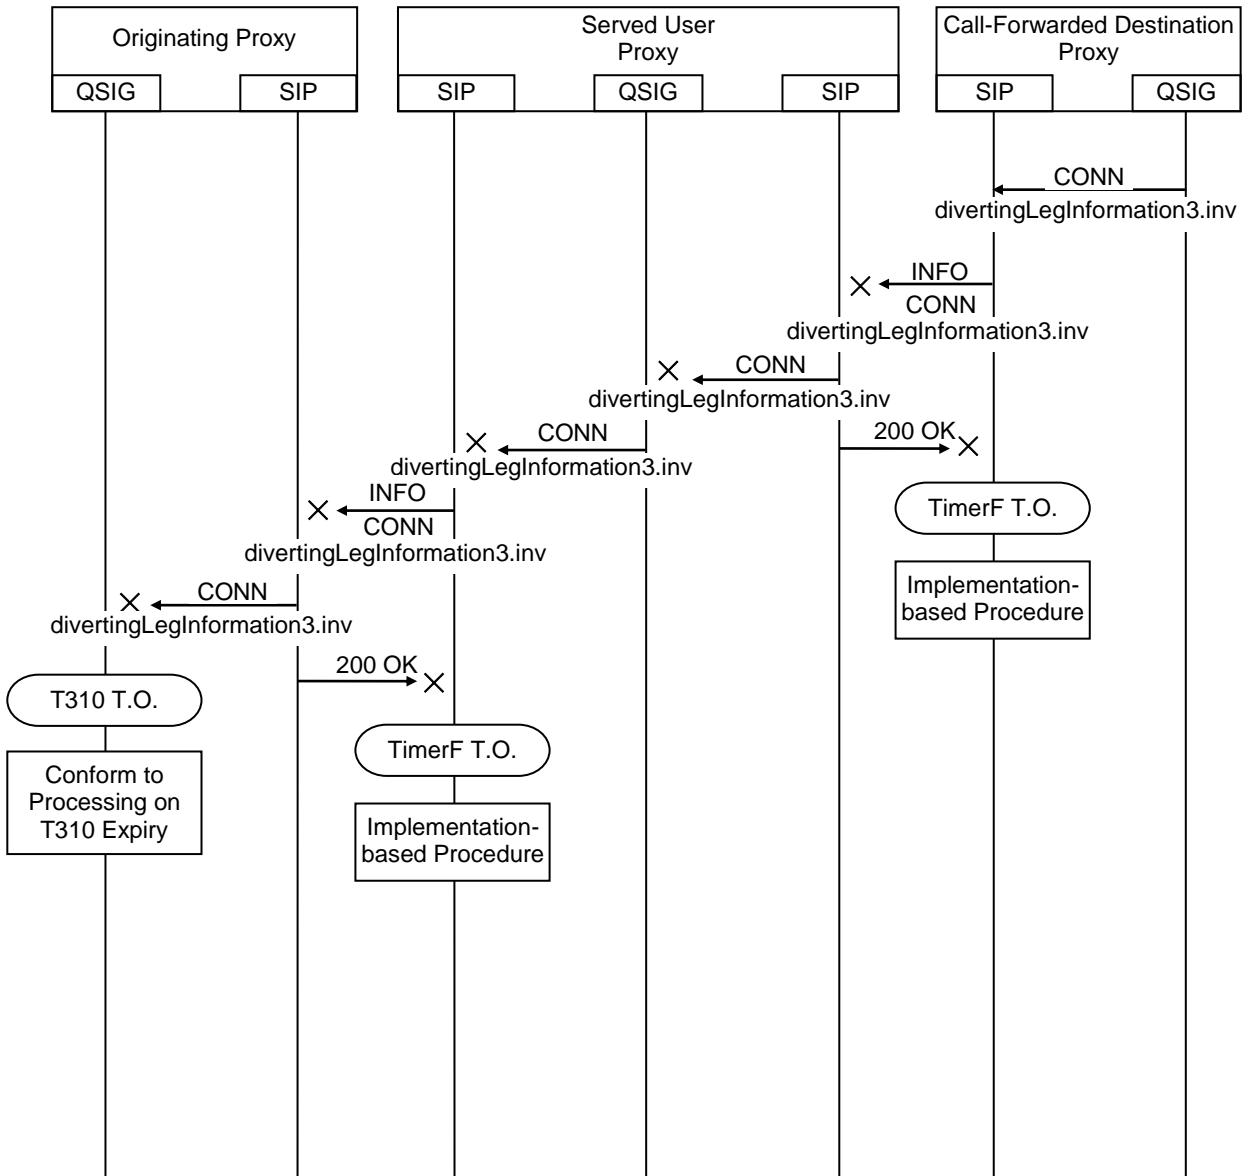 Originating Proxy
Served User
Proxy
Call-Forwarded Destination
Proxy
QSIG
SIP
SIP
QSIG
SIP
SIP
QSIG
CONN
divertingLegInformation3.inv
INFO
CONN
divertingLegInformation3.inv
CONN
divertingLegInformation3.inv
CONN
divertingLegInformation3.inv
200 OK
INFO
CONN
divertingLegInformation3.inv
TimerF T.O.
Implementation-
based Procedure
CONN
divertingLegInformation3.inv
200 OK
T310 T.O.
Conform to
Processing on
T310 Expiry
TimerF T.O.
Implementation-
based Procedure